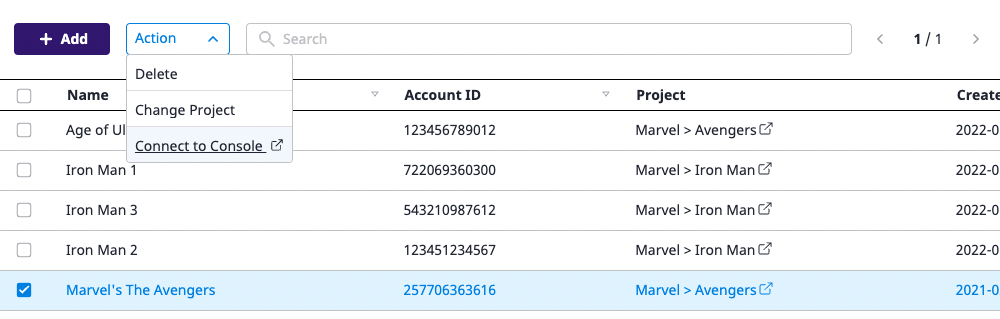 + Add Action Search 1 / 1
Delete
Name Account ID Project Create
Change Project
Age of Ul 123456789012 Marvel > Avengers
Connect to Console
Iron Man 1 722069360300 Marvel > Iron Man 2022-0
Iron Man 3 543210987612 Marvel > Iron Man 2022-0
Iron Man 2 123451234567 Marvel > Iron Man 2022-0
Marvel's The Avengers 257706363616 Marvel > Avengers 2021-0